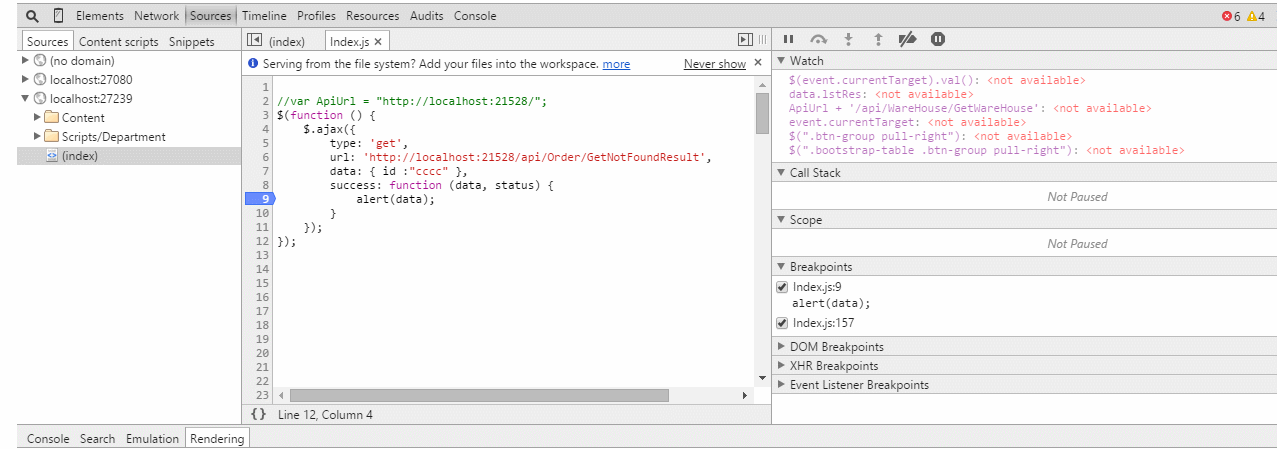 Elements Network Sources Timeline Profiles Resources Audits Console 6 4
Sources Content scripts Snippets
(no domain)
localhost:27080
localhost:27239
Content
Scripts/Department
(index)
(index) Index.js ×
Serving from the file system? Add your files into the workspace. more Never show ×
1
2 //var ApiUrl = "http://localhost:21528/";
3 $(function () {
4 $.ajax({
5 type: 'get',
6 url: 'http://localhost:21528/api/Order/GetNotFoundResult',
7 data: { id :"cccc" },
8 success: function (data, status) {
9 alert(data);
10 }
11 });
12 });
13
14
15
16
17
18
19
20
21
22
23
{} Line 12, Column 4
Watch
$(event.currentTarget).val(): <not available>
data.lstRes: <not available>
ApiUrl + '/api/WareHouse/GetWareHouse': <not available>
event.currentTarget: <not available>
$(".btn-group pull-right"): <not available>
$(".bootstrap-table .btn-group pull-right"): <not available>
Call Stack
Not Paused
Scope
Not Paused
Breakpoints
Index.js:9
alert(data);
Index.js:157
DOM Breakpoints
XHR Breakpoints
Event Listener Breakpoints
Console Search Emulation Rendering